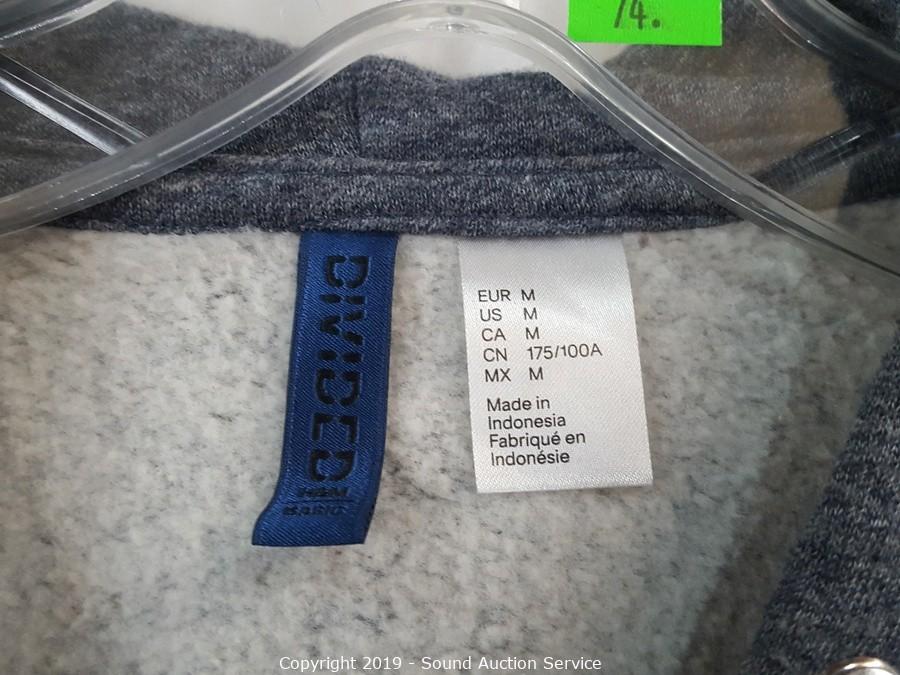 74.
DIVIDED
H&M
BASIC
EUR M
US M
CA M
CN 175/100A
MX M
Made in
Indonesia
Fabriqué en
Indonésie
Copyright 2019 - Sound Auction Service